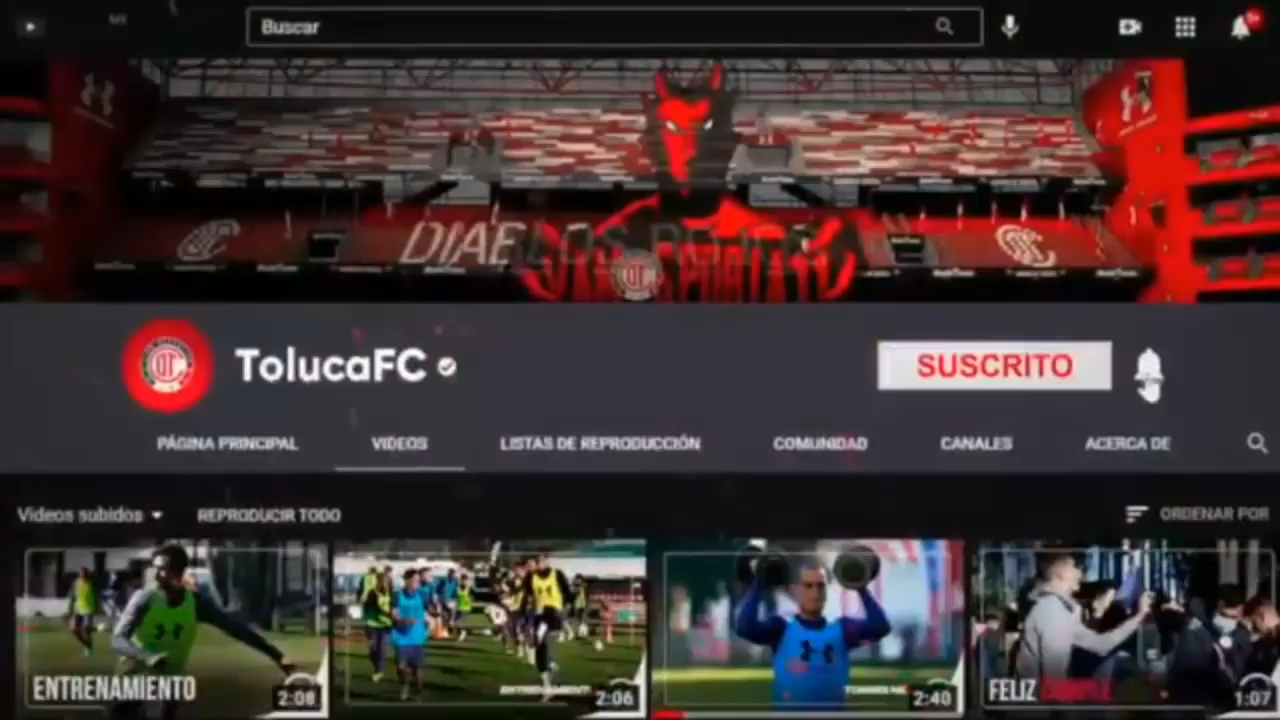 Buscar
TolucaFC
SUSCRITO
PÁGINA PRINCIPAL VIDEOS LISTAS DE REPRODUCCIÓN COMUNIDAD CANALES ACERCA DE
Videos subidos REPRODUCIR TODO ORDENAR POR
ENTRENAMIENTO
2:08
2:06
2:40
FELIZ
1:07